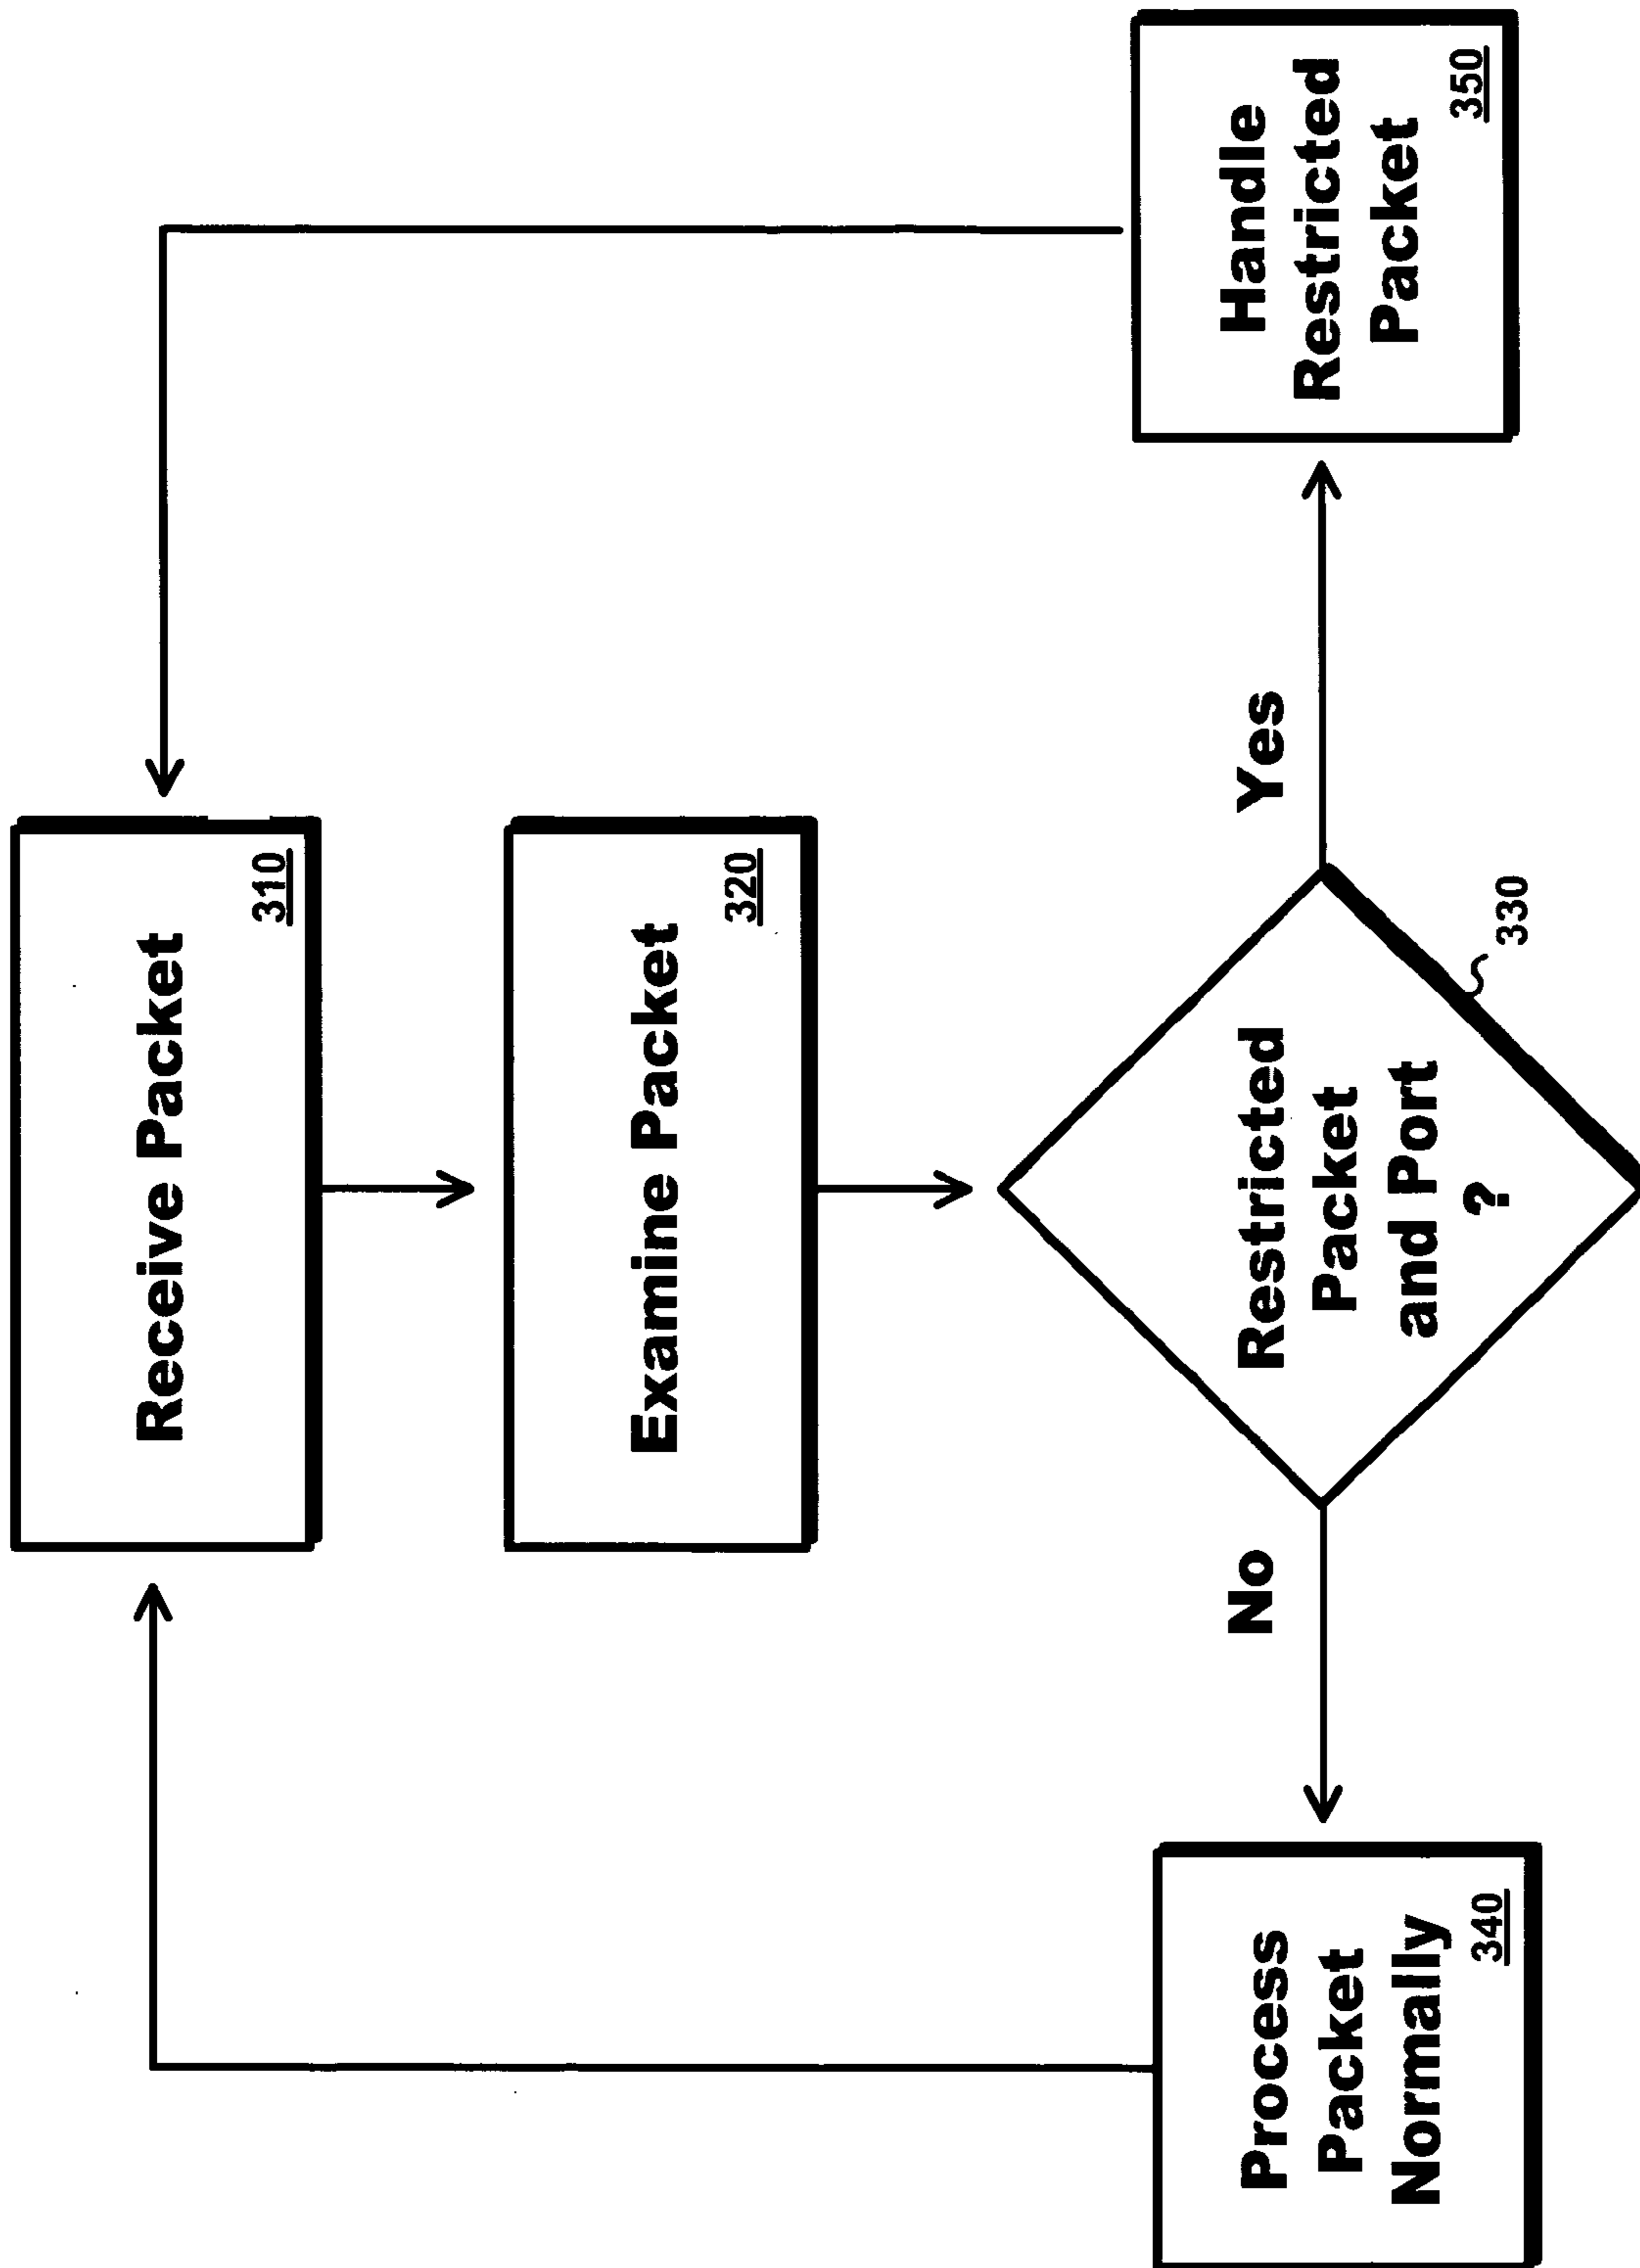 Receive Packet
310
Examine Packet
320
Restricted
Packet
and Port
?
330
No
Yes
Process
Packet
Normally
340
Handle
Restricted
Packet
350